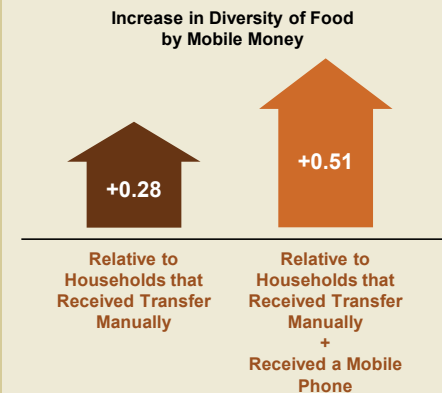 Increase in Diversity of Food
by Mobile Money
+0.28
+0.51
Relative to
Households that
Received Transfer
Manually
Relative to
Households that
Received Transfer
Manually
+
Received a Mobile
Phone